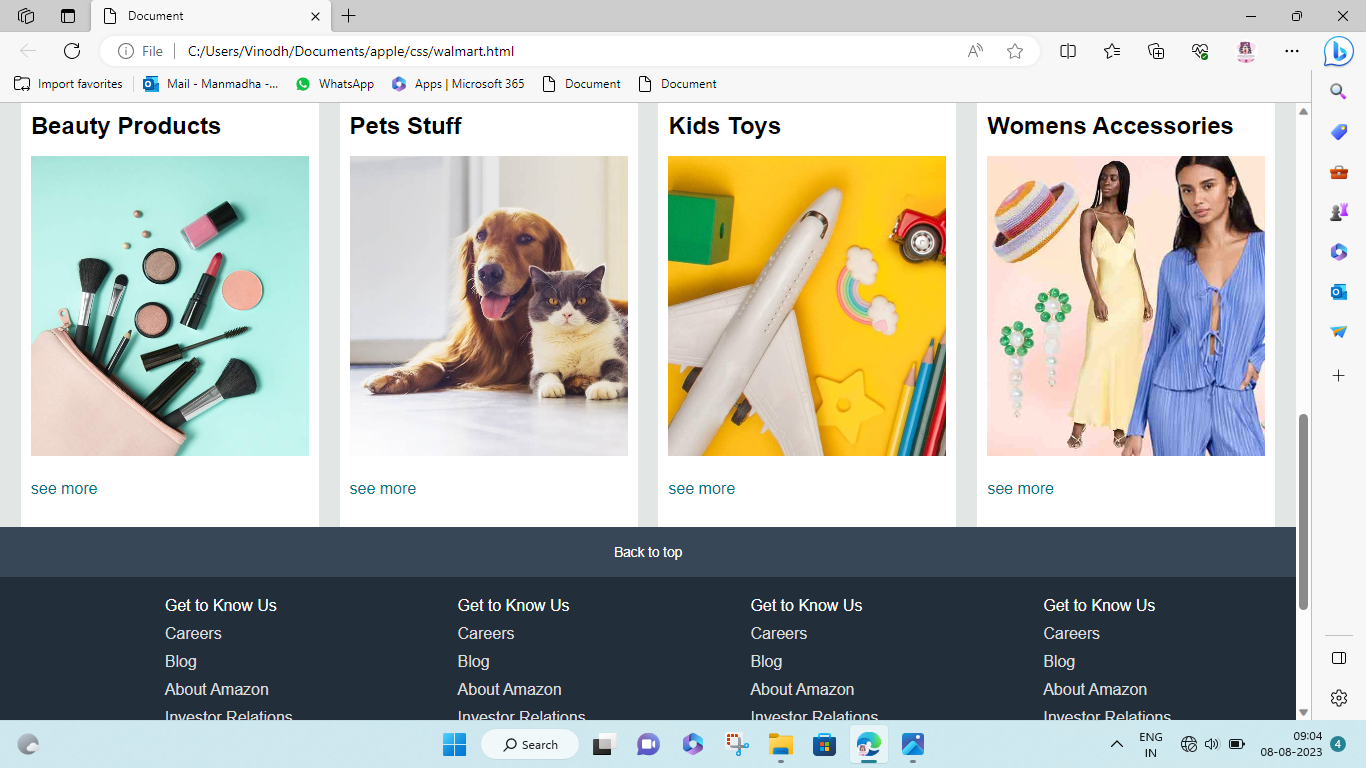 Document
File
C:/Users/Vinodh/Documents/apple/css/walmart.html
Import favorites
Mail - Manmadha -...
WhatsApp
Apps | Microsoft 365
Document
Document
Beauty Products
Pets Stuff
Kids Toys
Womens Accessories
see more
see more
see more
see more
Back to top
Get to Know Us
Careers
Blog
About Amazon
Investor Relations
Get to Know Us
Careers
Blog
About Amazon
Investor Relations
Get to Know Us
Careers
Blog
About Amazon
Investor Relations
Get to Know Us
Careers
Blog
About Amazon
Investor Relations
Search
ENG
IN
09:04
08-08-2023
4